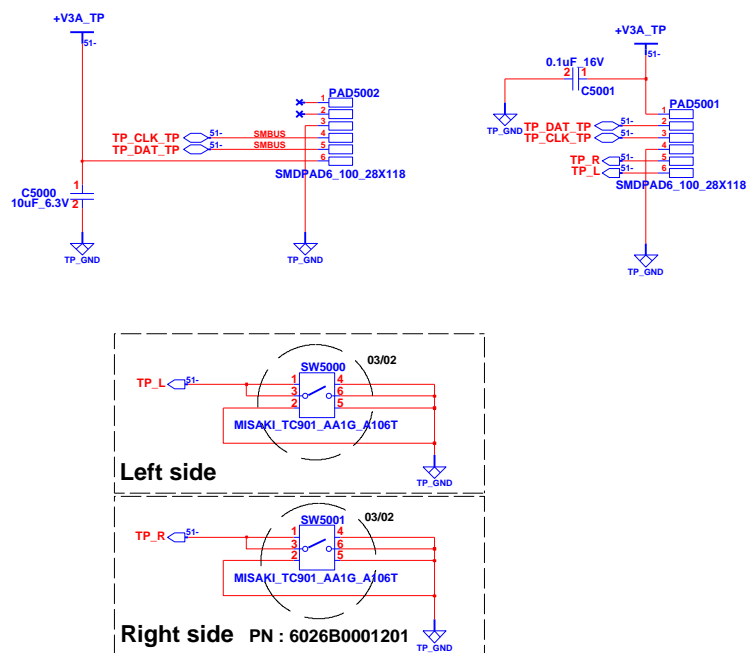 +V3A_TP
51-
PAD5002
1
2
3
TP_CLK_TP 51- SMBUS 4
TP_DAT_TP 51- SMBUS 5
6
SMDPAD6_100_28X118
1
C5000
10uF_6.3V
2
TP_GND
TP_GND
+V3A_TP
51-
0.1uF_16V
2 1
C5001
TP_GND
PAD5001
1
TP_DAT_TP 51- 2
TP_CLK_TP 51- 3
4
TP_R 51- 5
TP_L 51- 6
SMDPAD6_100_28X118
TP_GND
03/02
SW5000
TP_L 51- 1 4
3 6
2 5
MISAKI_TC901_AA1G_A106T
Left side
TP_GND
03/02
SW5001
TP_R 51- 1 4
3 6
2 5
MISAKI_TC901_AA1G_A106T
Right side PN : 6026B0001201
TP_GND